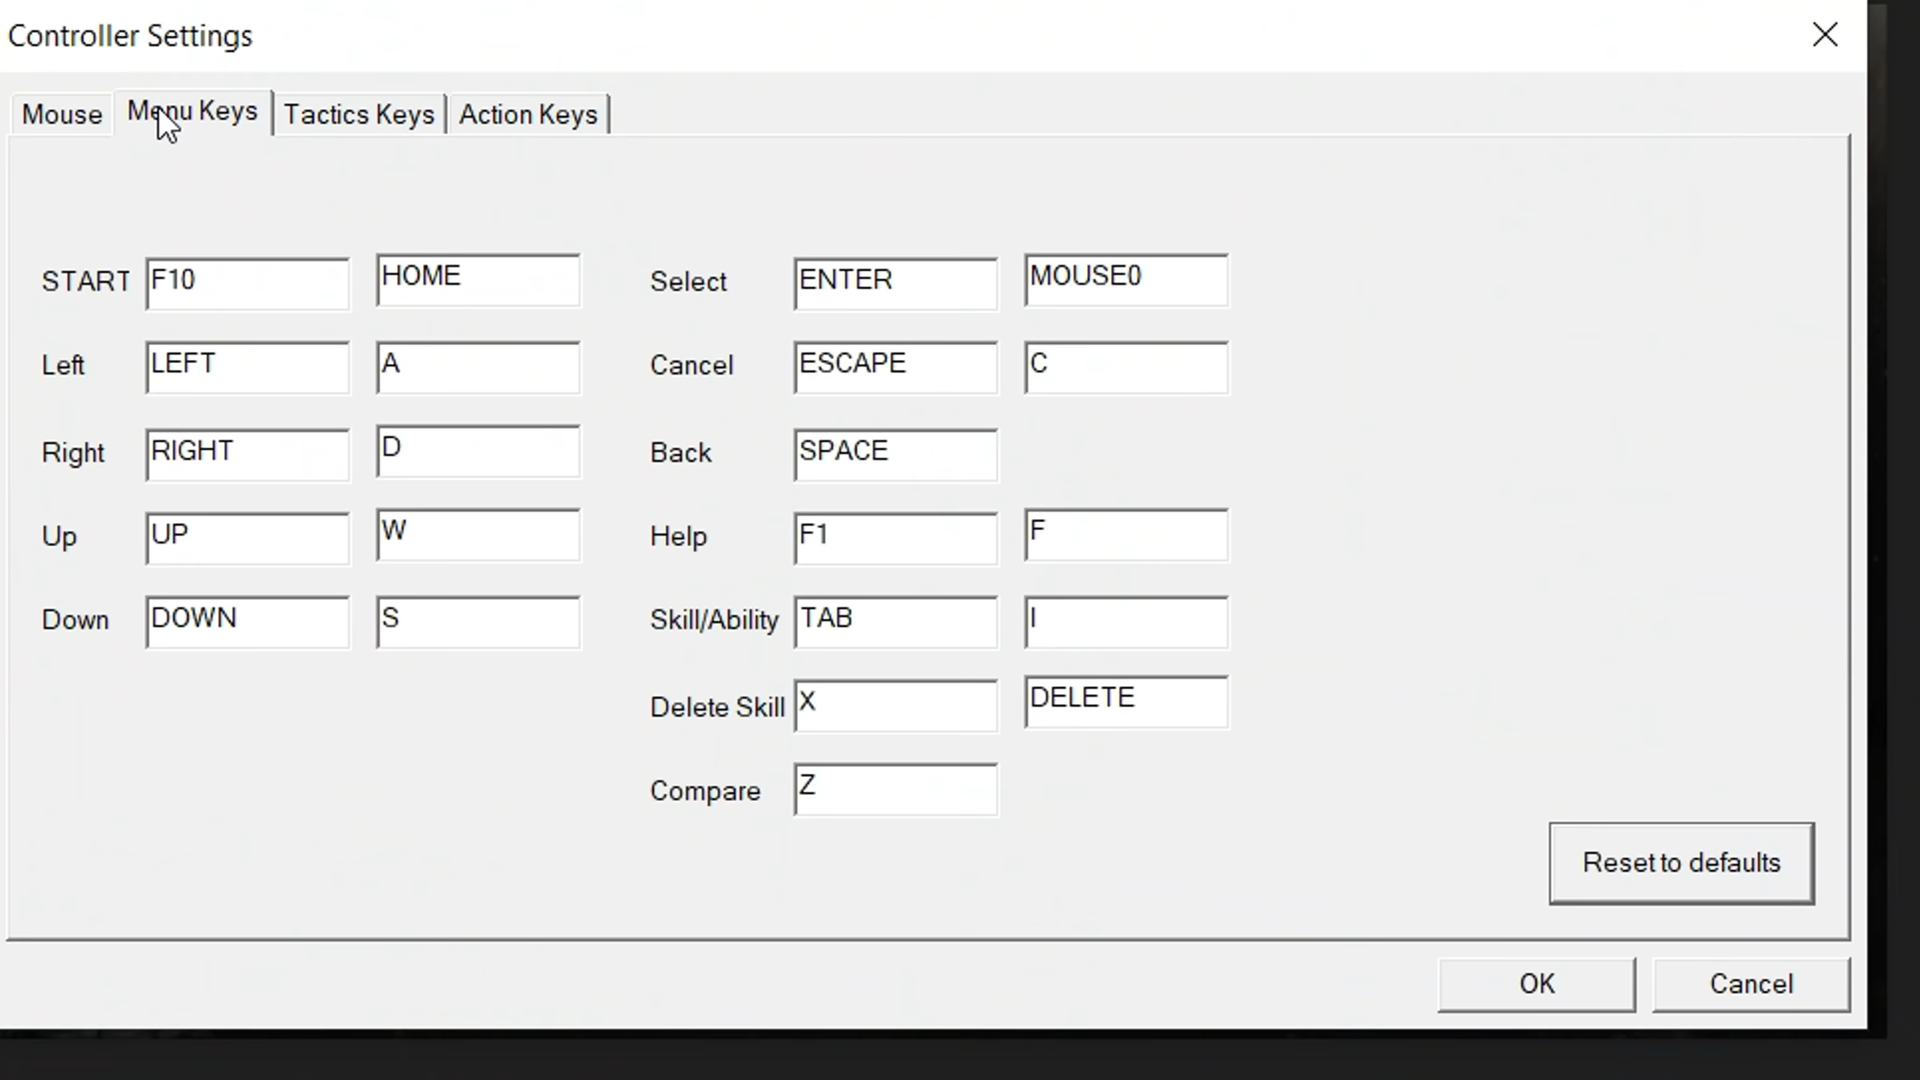 Controller Settings
Mouse Menu Keys Tactics Keys Action Keys
START F10 HOME Select ENTER MOUSE0
Left LEFT A Cancel ESCAPE C
Right RIGHT D Back SPACE
Up UP W Help F1 F
Down DOWN S Skill/Ability TAB I
Delete Skill X DELETE
Compare Z
Reset to defaults
OK Cancel